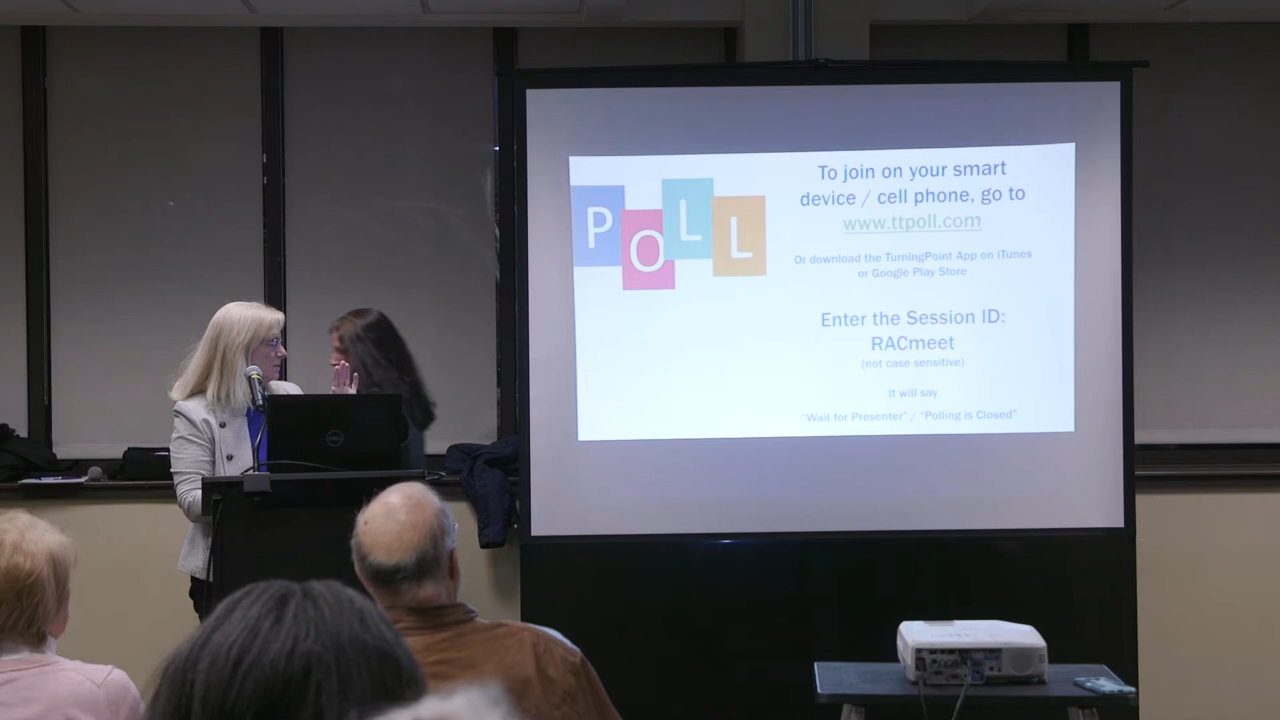 POLL
To join on your smart
device / cell phone, go to
www.ttpoll.com
Or download the TurningPoint App on iTunes
or Google Play Store
Enter the Session ID:
RACmeet
(not case sensitive)
It will say
"Wait for Presenter" / "Polling is Closed"
DELL